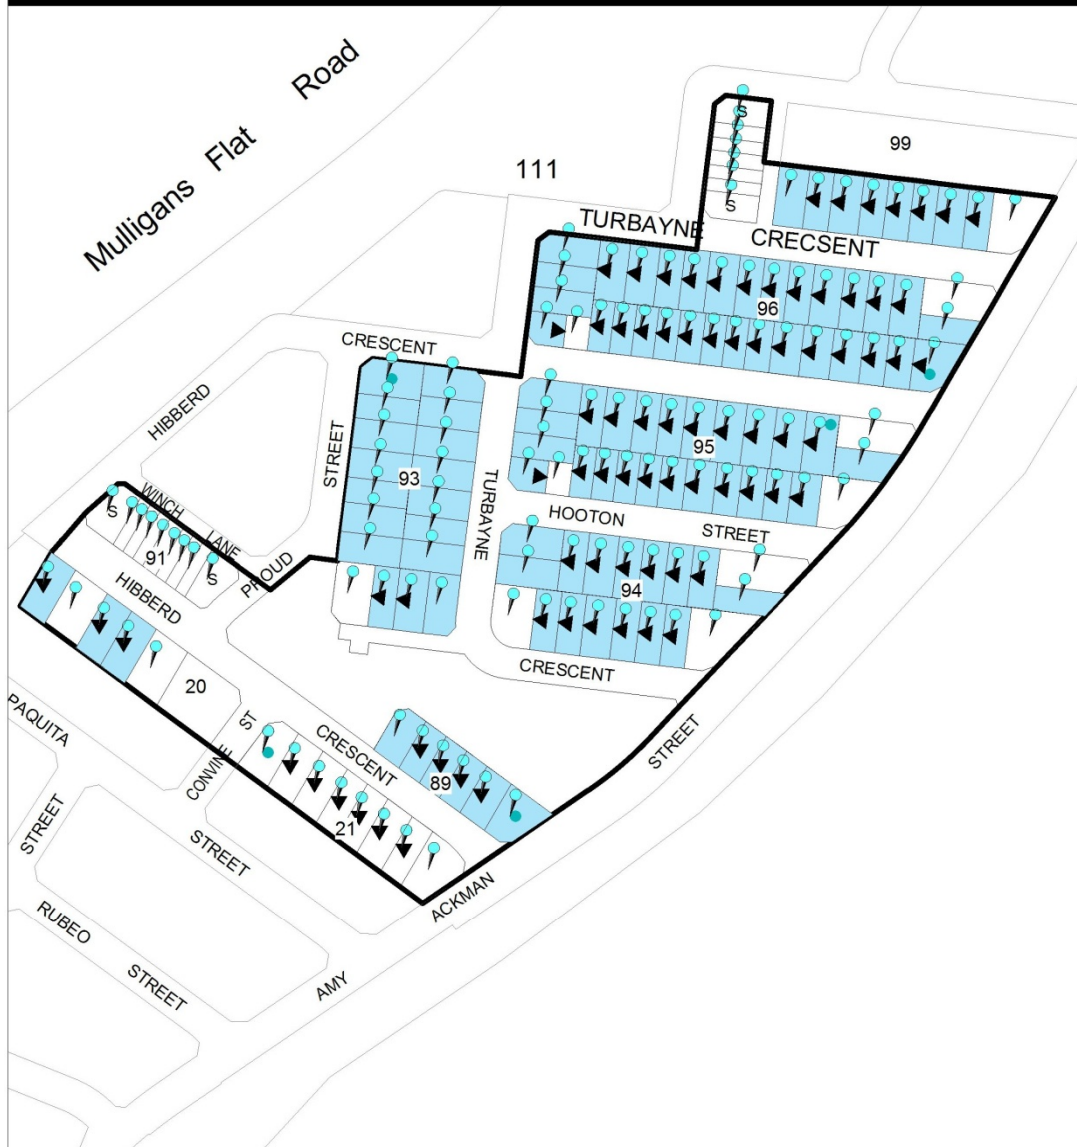 Mulligans Flat Road
111
99
S
S
TURBAYNE CRECSENT
96
CRESCENT
HIBBERD
STREET
93
TURBAYNE
95
HOOTON STREET
WINCH LANE
S
91
S
PROUD
HIBBERD
94
CRESCENT
20
PAQUITA
ST
CONVINE
CRESCENT
89
STREET
21
STREET
STREET
ACKMAN
RUBEO
STREET
AMY